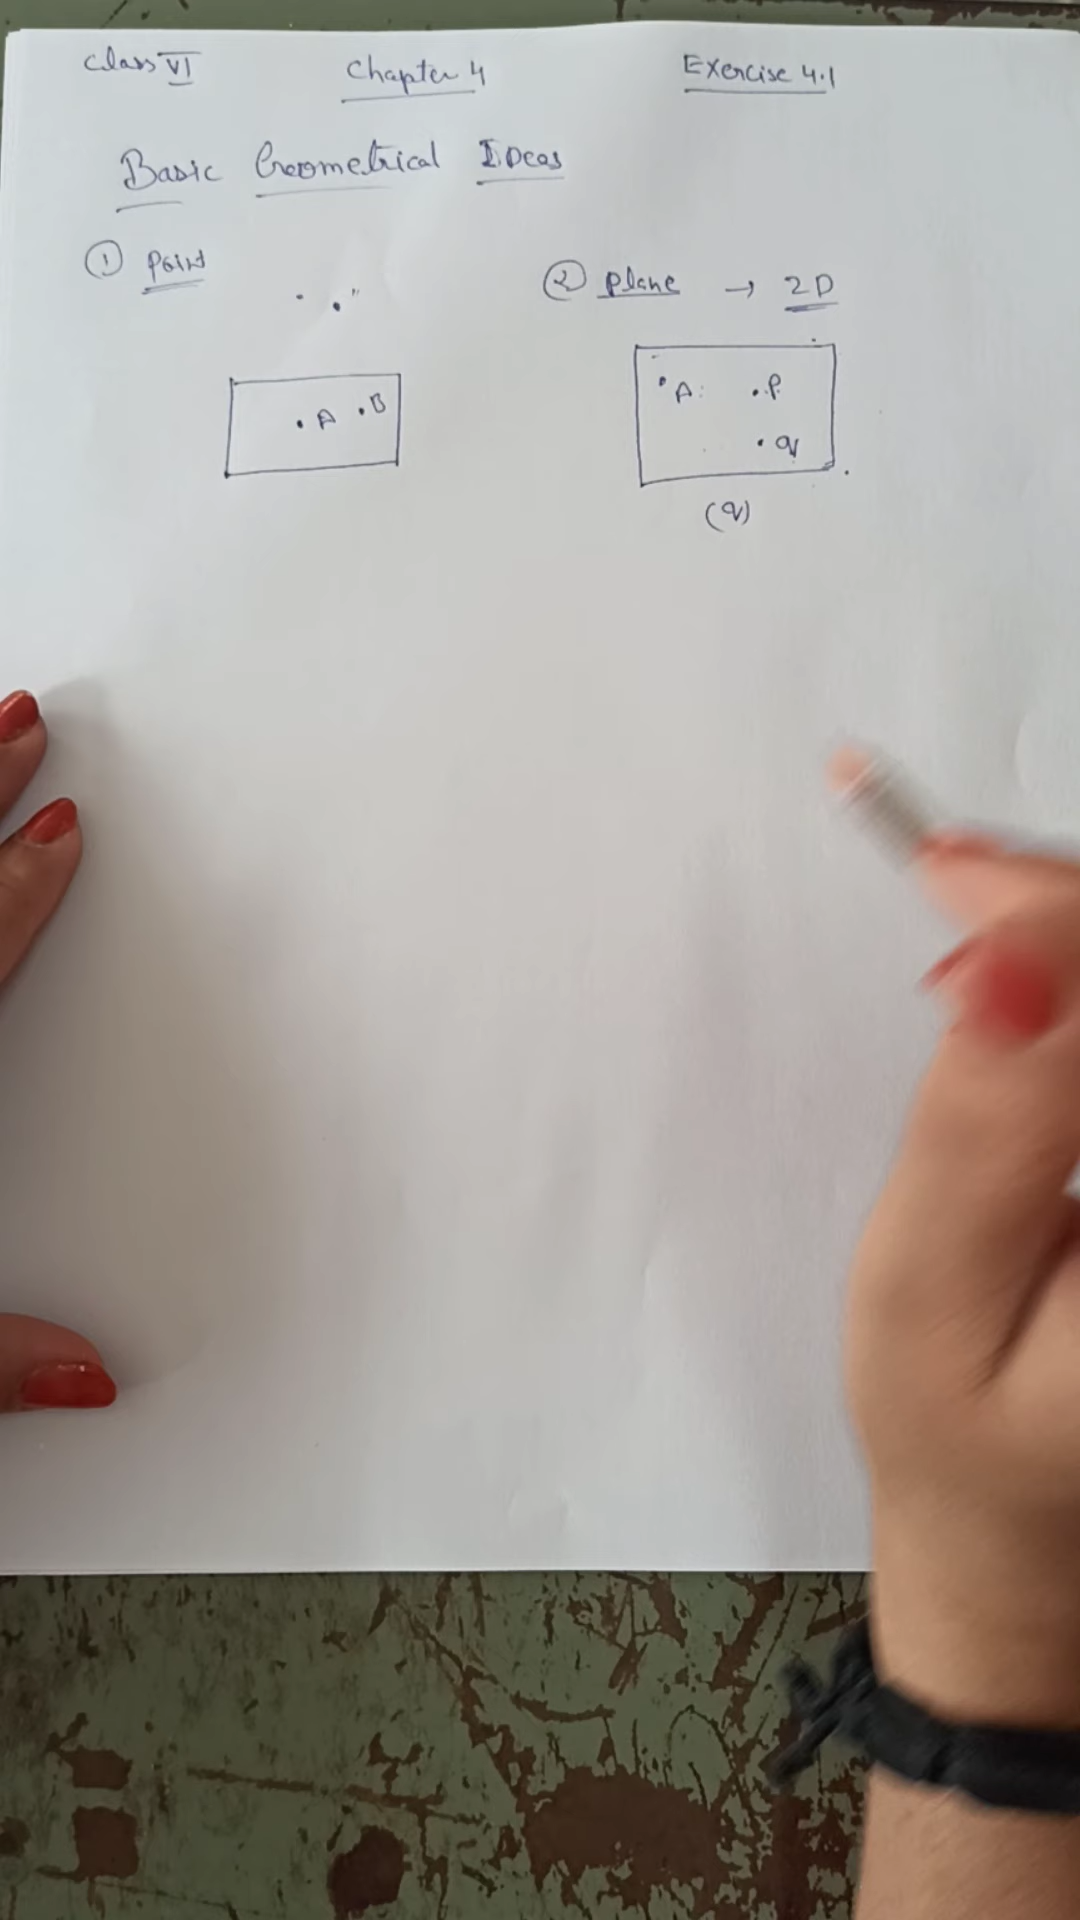 Class VI Chapter 4 Exercise 4.1
Basic Geometrical IDeas
① Point
② Plane → 2D
A B
A P
q
(q)